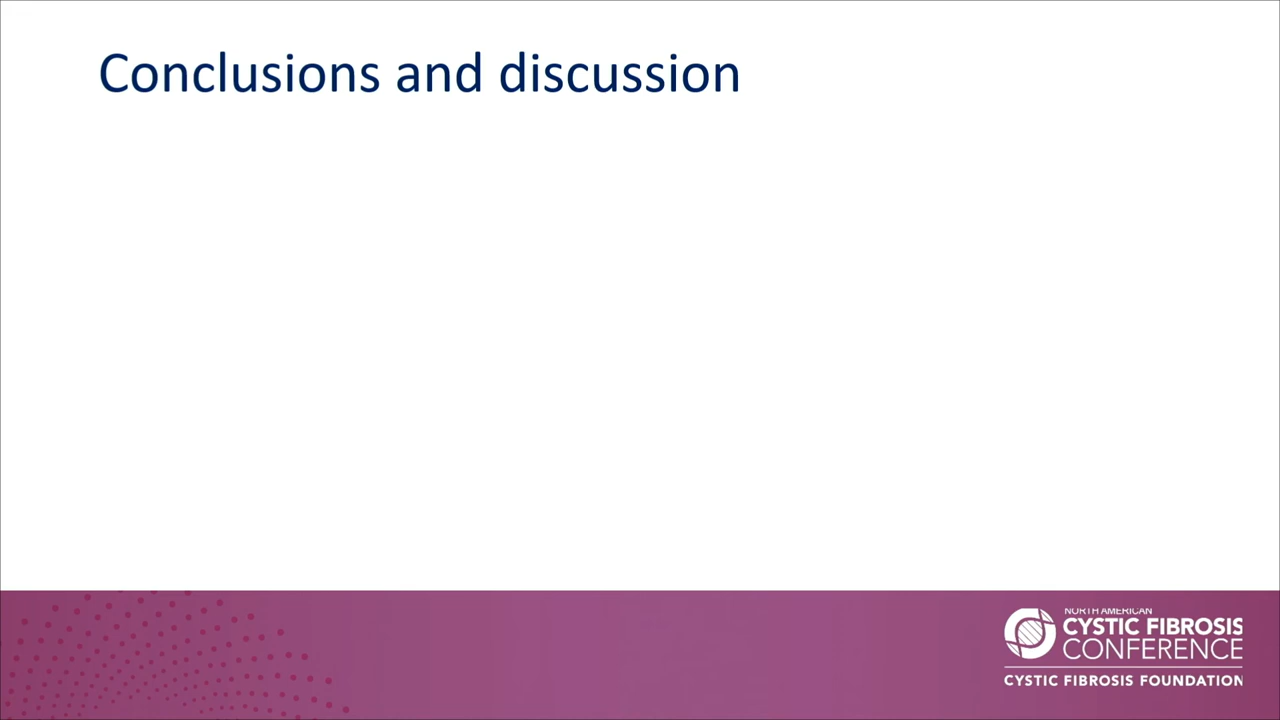 Conclusions and discussion
NORTH AMERICAN
CYSTIC FIBROSIS
CONFERENCE
CYSTIC FIBROSIS FOUNDATION